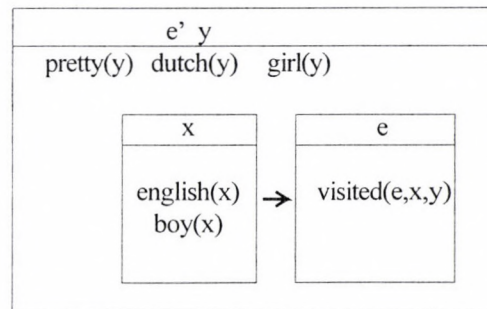 e’ y
pretty(y) dutch(y) girl(y)
x e
english(x) → visited(e,x,y)
boy(x)